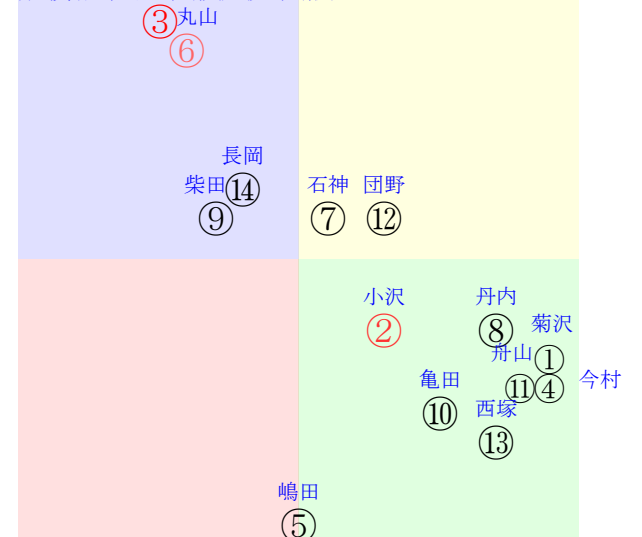 ③丸山
⑥
長岡
柴田⑭ 石神 団野
⑨ ⑦ ⑫
小沢 丹内
② ⑧ 菊沢
舟山①
亀田 ⑪④ 今村
⑩ 西塚
⑬
嶋田
⑤